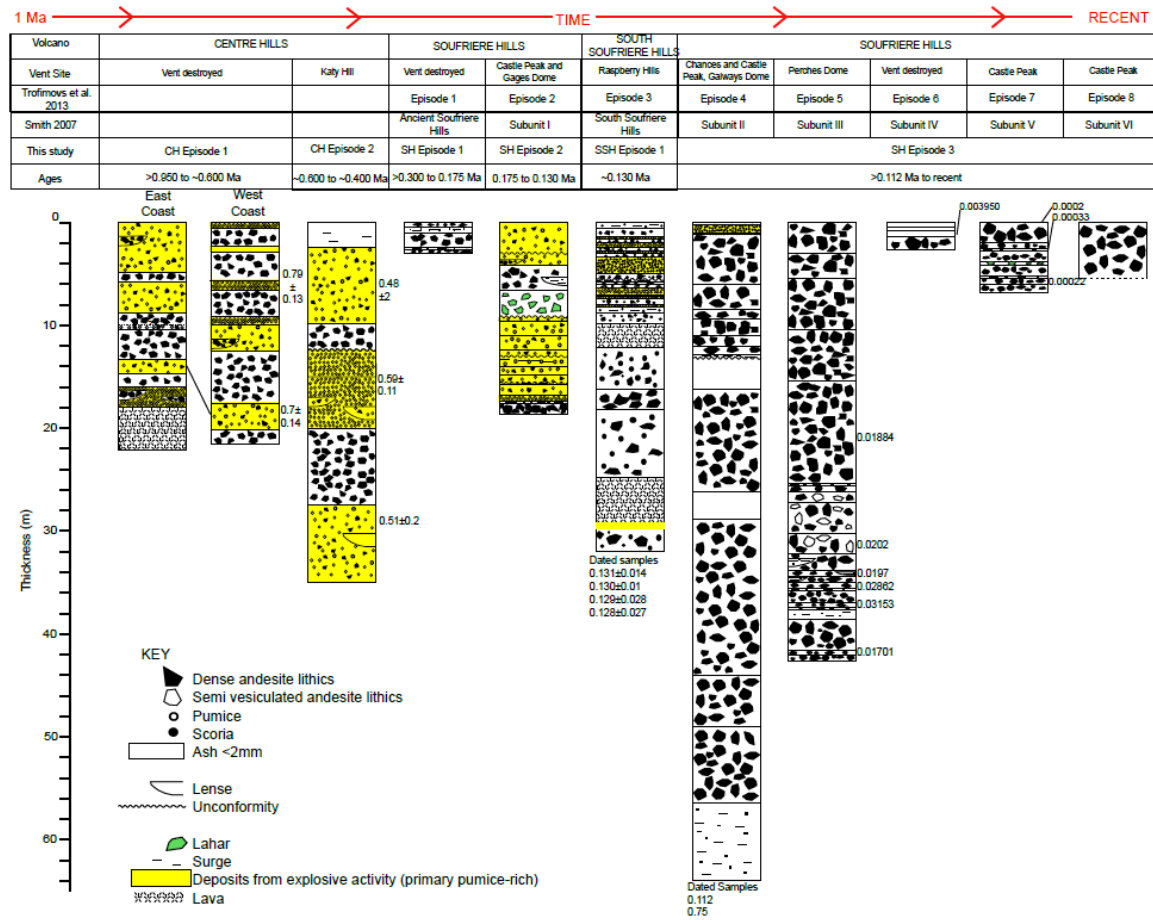 1 Ma TIME RECENT
Volcano CENTRE HILLS SOUFRIERE HILLS SOUTH SOUFRIERE HILLS SOUFRIERE HILLS
Vent Site Vent destroyed Katy Hill Vent destroyed Castle Peak and Gages Dome Raspberry Hills Chances and Castle Peak, Galways Dome Perches Dome Vent destroyed Castle Peak Castle Peak
Trofimovs et al. 2013 Episode 1 Episode 2 Episode 3 Episode 4 Episode 5 Episode 6 Episode 7 Episode 8
Smith 2007 Ancient Soufriere Hills Subunit I South Soufriere Hills Subunit II Subunit III Subunit IV Subunit V Subunit VI
This study CH Episode 1 CH Episode 2 SH Episode 1 SH Episode 2 SSH Episode 1 SH Episode 3
Ages >0.950 to ~0.600 Ma ~0.600 to ~0.400 Ma >0.300 to 0.175 Ma 0.175 to 0.130 Ma ~0.130 Ma >0.112 Ma to recent
East Coast
West Coast
Thickness (m)
0
10
20
30
40
50
60
0.79
±
0.13
0.7±
0.14
0.48
±2
0.59±
0.11
0.51±0.2
Dated samples
0.131±0.014
0.130±0.01
0.129±0.028
0.128±0.027
Dated Samples
0.112
0.75
0.01884
0.0202
0.0197
0.02862
0.03153
0.01701
0.003950
0.0002
0.00033
0.00022
KEY
Dense andesite lithics
Semi vesiculated andesite lithics
Pumice
Scoria
Ash <2mm
Lense
Unconformity
Lahar
Surge
Deposits from explosive activity (primary pumice-rich)
Lava